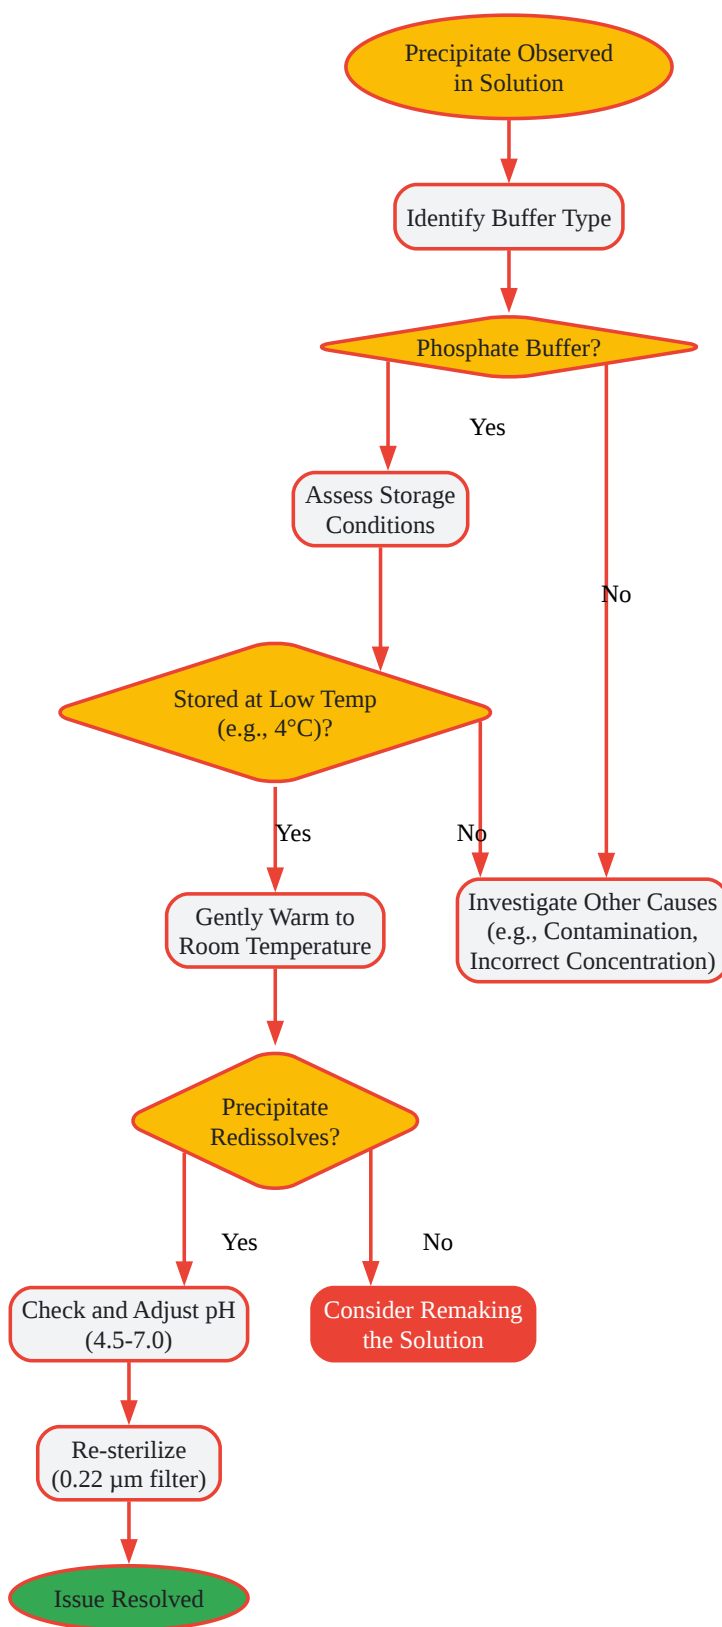 Precipitate Observed
in Solution
Identify Buffer Type
Phosphate Buffer?
Yes
Assess Storage
Conditions
No
Stored at Low Temp
(e.g., 4°C)?
Yes
No
Gently Warm to
Room Temperature
Investigate Other Causes
(e.g., Contamination,
Incorrect Concentration)
Precipitate
Redissolves?
Yes
No
Check and Adjust pH
(4.5-7.0)
Consider Remaking
the Solution
Re-sterilize
(0.22 µm filter)
Issue Resolved